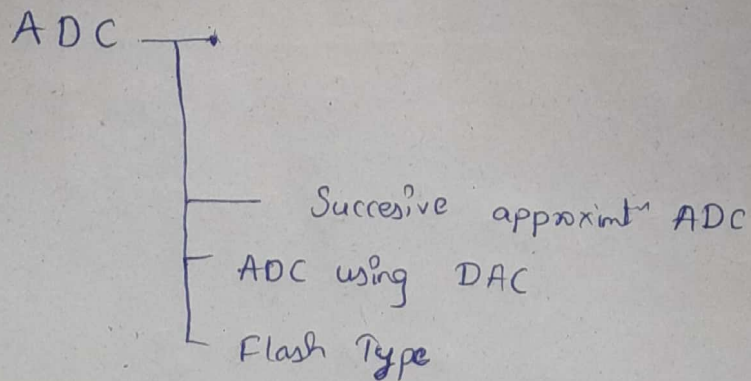 ADC
Succesive approximtⁿ ADC
ADC using DAC
Flash Type